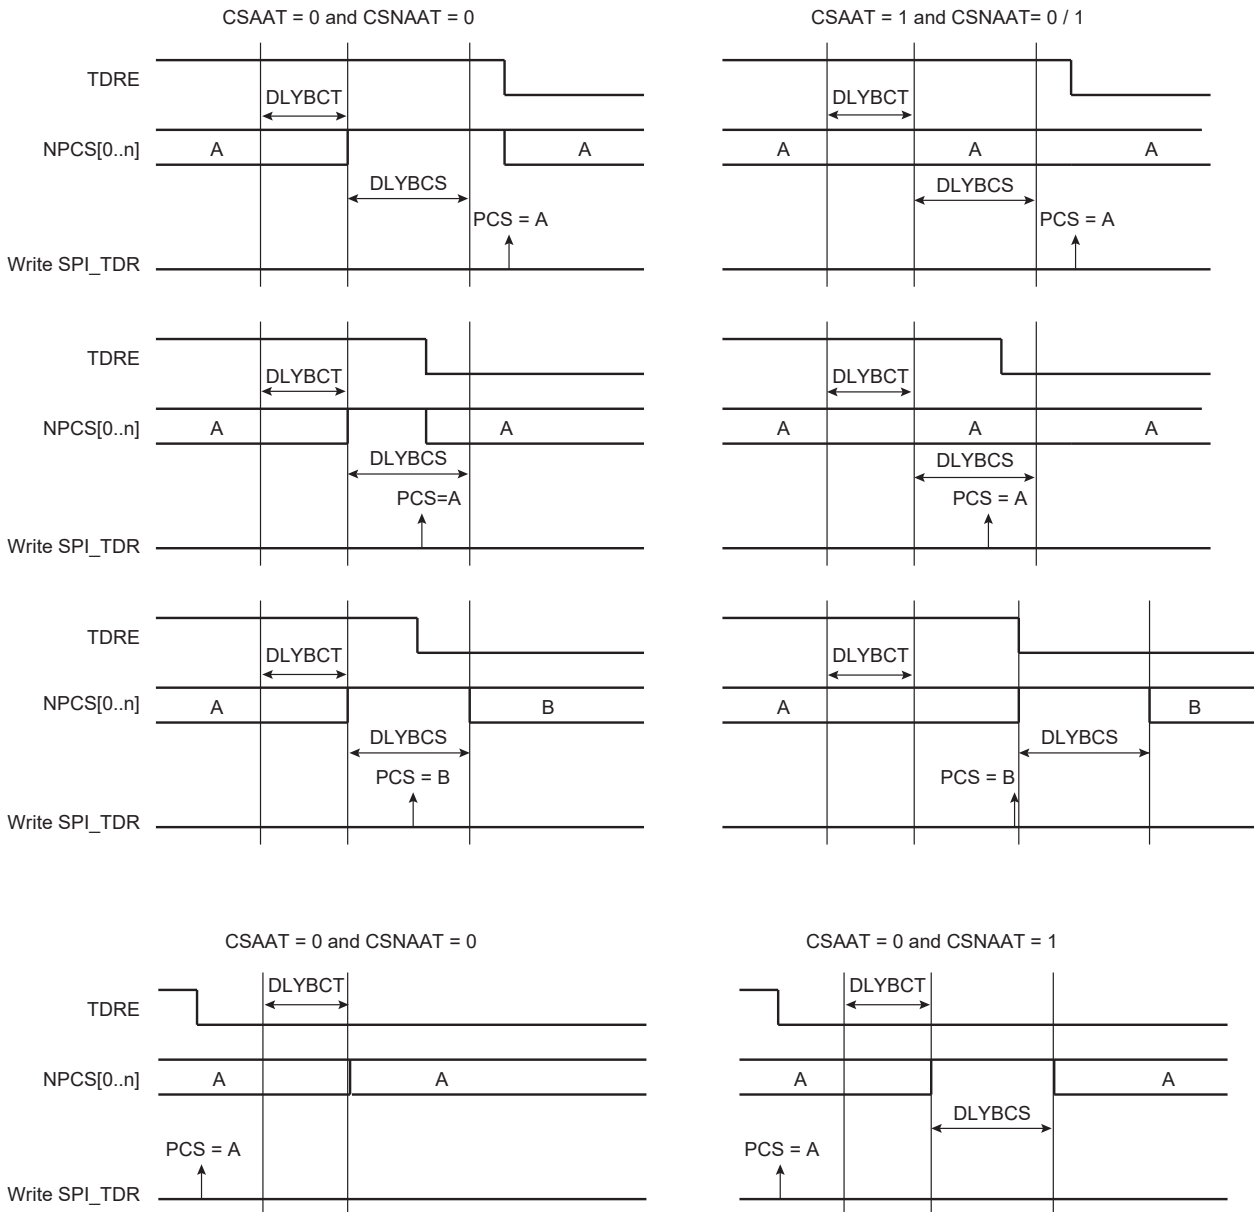 CSAAT = 0 and CSNAAT = 0
TDRE
DLYBCT
NPCS[0..n]
A
A
DLYBCS
PCS = A
Write SPI_TDR
CSAAT = 1 and CSNAAT= 0 / 1
DLYBCT
A
A
A
DLYBCS
PCS = A
TDRE
DLYBCT
NPCS[0..n]
A
A
DLYBCS
PCS=A
Write SPI_TDR
DLYBCT
A
A
A
DLYBCS
PCS = A
TDRE
DLYBCT
NPCS[0..n]
A
B
DLYBCS
PCS = B
Write SPI_TDR
DLYBCT
A
B
DLYBCS
PCS = B
CSAAT = 0 and CSNAAT = 0
TDRE
DLYBCT
NPCS[0..n]
A
A
PCS = A
Write SPI_TDR
CSAAT = 0 and CSNAAT = 1
DLYBCT
A
A
DLYBCS
PCS = A